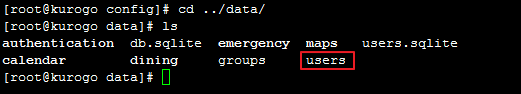 [root@kurogo config]# cd ../data/
[root@kurogo data]# ls
authentication db.sqlite emergency maps users.sqlite
calendar dining groups users
[root@kurogo data]#